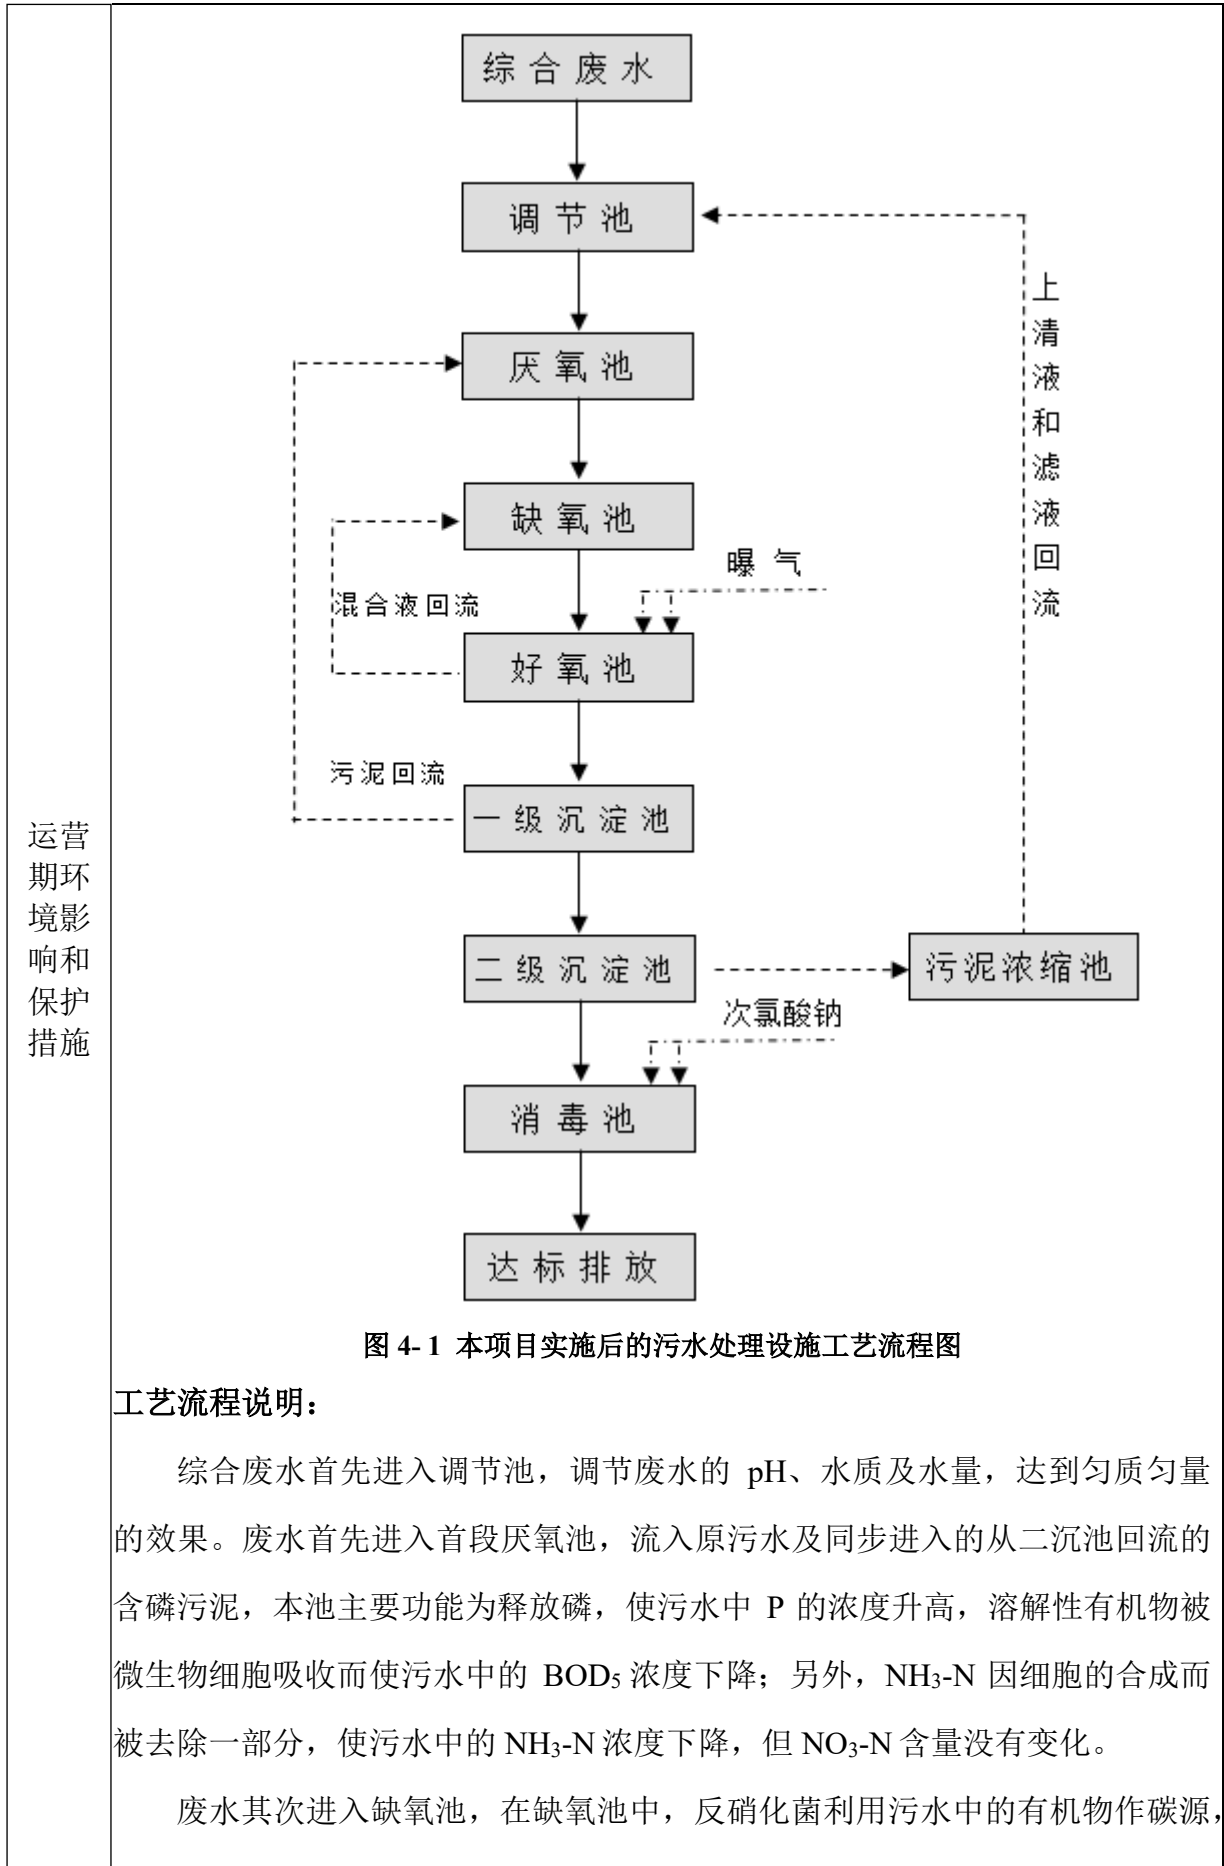 综合废水
调节池
上清液和滤液回流
厌氧池
缺氧池
曝气
混合液回流
好氧池
污泥回流
一级沉淀池
二级沉淀池
污泥浓缩池
次氯酸钠
消毒池
达标排放
运营
期环
境影
响和
保护
措施
图 4- 1 本项目实施后的污水处理设施工艺流程图
工艺流程说明：
综合废水首先进入调节池，调节废水的 pH、水质及水量，达到匀质匀量
的效果。废水首先进入首段厌氧池，流入原污水及同步进入的从二沉池回流的
含磷污泥，本池主要功能为释放磷，使污水中 P 的浓度升高，溶解性有机物被
微生物细胞吸收而使污水中的 BOD₅ 浓度下降；另外，NH₃-N 因细胞的合成而
被去除一部分，使污水中的 NH₃-N 浓度下降，但 NO₃-N 含量没有变化。
废水其次进入缺氧池，在缺氧池中，反硝化菌利用污水中的有机物作碳源，